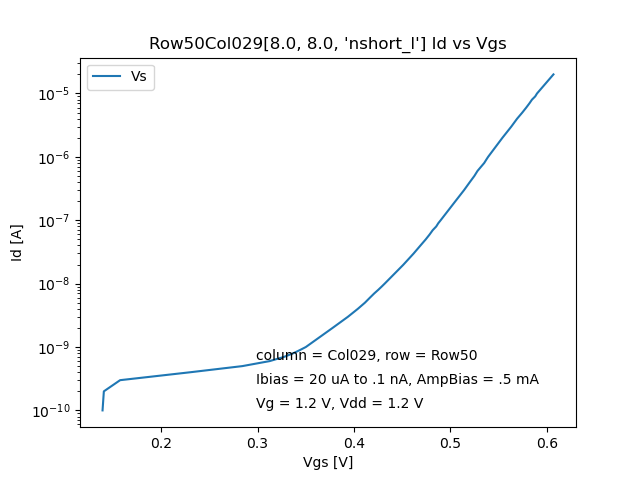 Row50Col029[8.0, 8.0, 'nshort_l'] Id vs Vgs
Vs
10⁻⁵
10⁻⁶
10⁻⁷
10⁻⁸
10⁻⁹
10⁻¹⁰
Id [A]
column = Col029, row = Row50
Ibias = 20 uA to .1 nA, AmpBias = .5 mA
Vg = 1.2 V, Vdd = 1.2 V
0.2 0.3 0.4 0.5 0.6
Vgs [V]